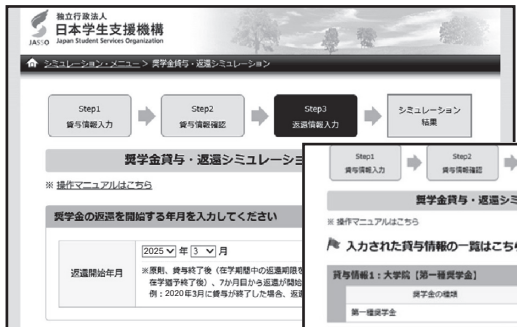 独立行政法人
日本学生支援機構
JASSO Japan Student Services Organization
シミュレーション・メニュー > 奨学金貸与・返還シミュレーション
Step1
貸与情報入力
Step2
貸与情報確認
Step3
返還情報入力
シミュレーション
結果
奨学金貸与・返還シミュレーショ
※ 操作マニュアルはこちら
奨学金の返還を開始する年月を入力してください
返還開始年月
2025 年 3 月
※原則、貸与終了後（在学期間中の返還期限を
在学猶予終了後）、7か月目から返還が開始
例：2020年3月に貸与が終了した場合、返還
Step1
貸与情報入力
Step2
貸与情報確認
奨学金貸与・返還シミ
※ 操作マニュアルはこちら
入力された貸与情報の一覧はこちら
貸与情報1：大学院【第一種奨学金】
奨学金の種類
第一種奨学金